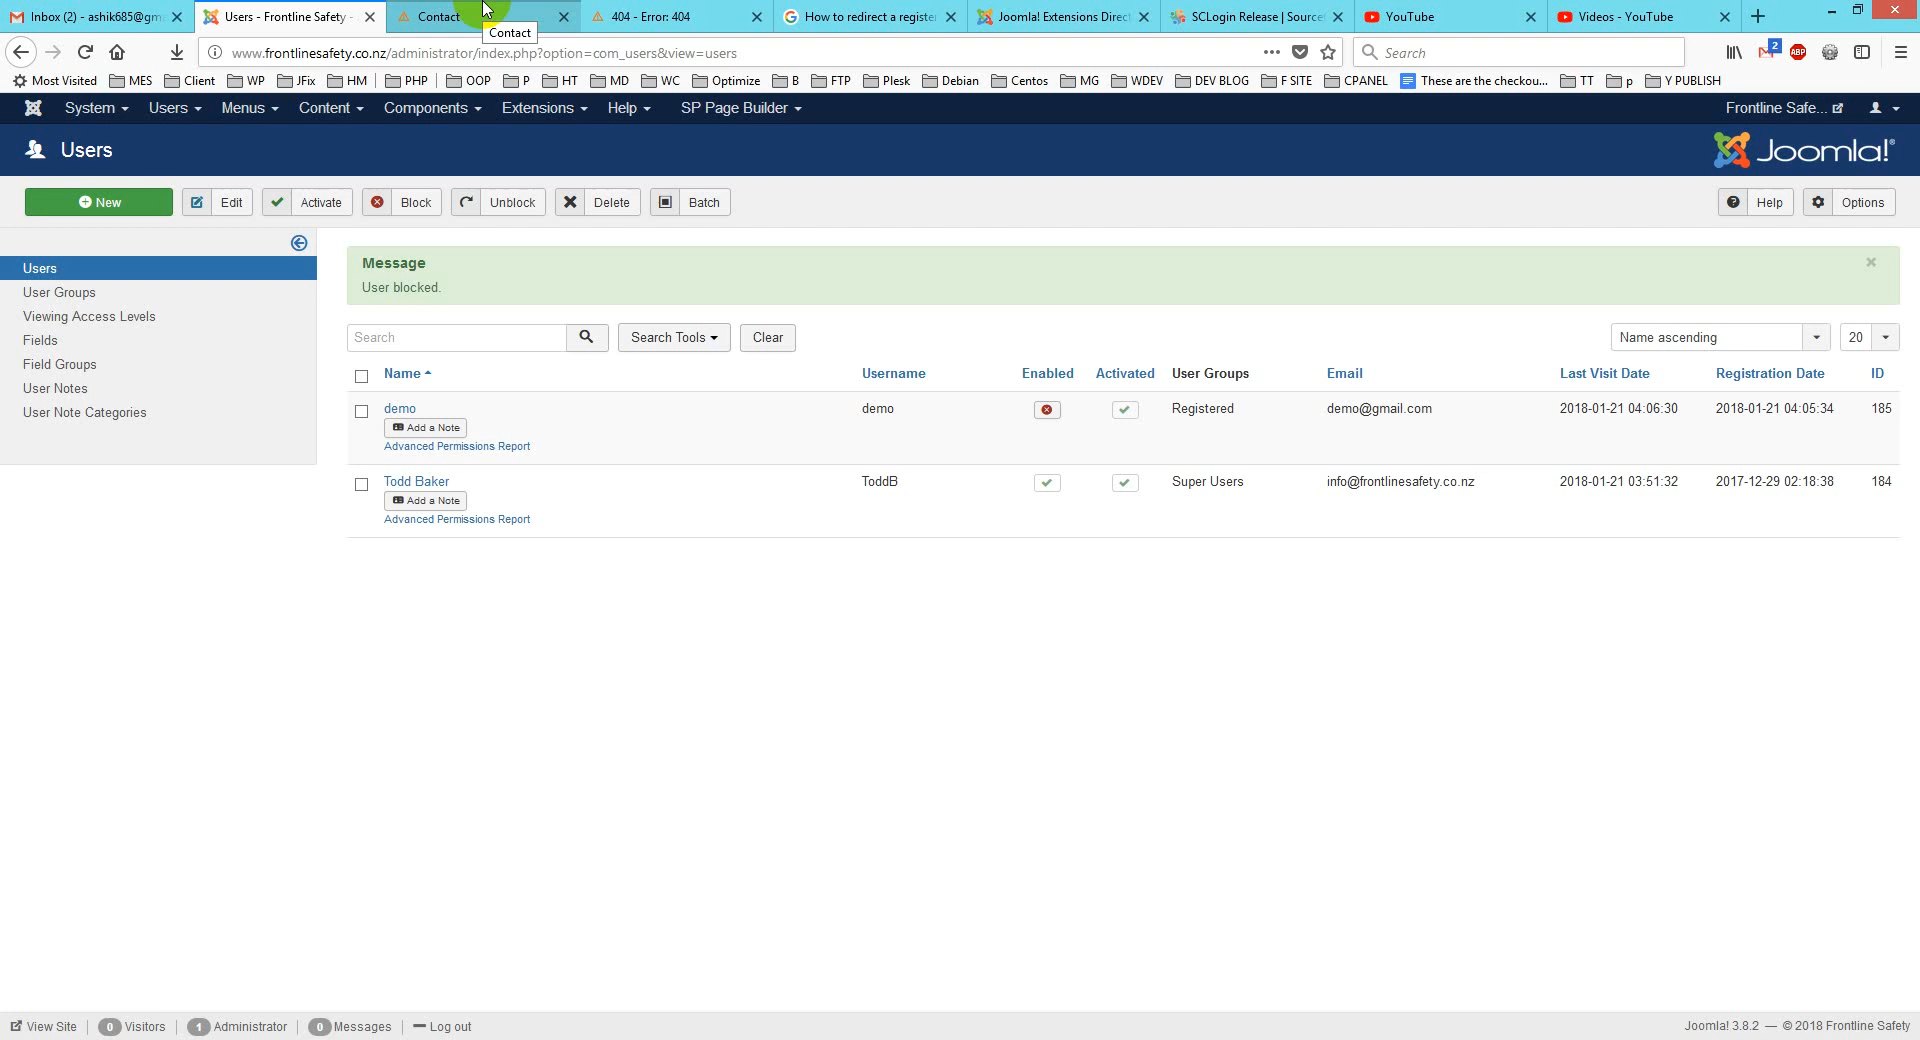 Inbox (2) - ashik685@gm
Users - Frontline Safety -
Contact
404 - Error: 404
How to redirect a registe
Joomla! Extensions Direc
SCLogin Release | Source
YouTube
Videos - YouTube
Contact
www.frontlinesafety.co.nz/administrator/index.php?option=com_users&view=users
Search
2
ABP
Most Visited MES Client WP JFix HM PHP OOP P HT MD WC Optimize B FTP Plesk Debian Centos MG WDEV DEV BLOG F SITE CPANEL These are the checkou... TT p Y PUBLISH
System Users Menus Content Components Extensions Help SP Page Builder Frontline Safe...
Users
Joomla!®
New Edit Activate Block Unblock Delete Batch Help Options
Users
User Groups
Viewing Access Levels
Fields
Field Groups
User Notes
User Note Categories
Message
User blocked.
Search Search Tools Clear Name ascending 20
Name Username Enabled Activated User Groups Email Last Visit Date Registration Date ID
demo demo Registered demo@gmail.com 2018-01-21 04:06:30 2018-01-21 04:05:34 185
Add a Note
Advanced Permissions Report
Todd Baker ToddB Super Users info@frontlinesafety.co.nz 2018-01-21 03:51:32 2017-12-29 02:18:38 184
Add a Note
Advanced Permissions Report
View Site 0 Visitors 1 Administrator 0 Messages Log out Joomla! 3.8.2 — © 2018 Frontline Safety